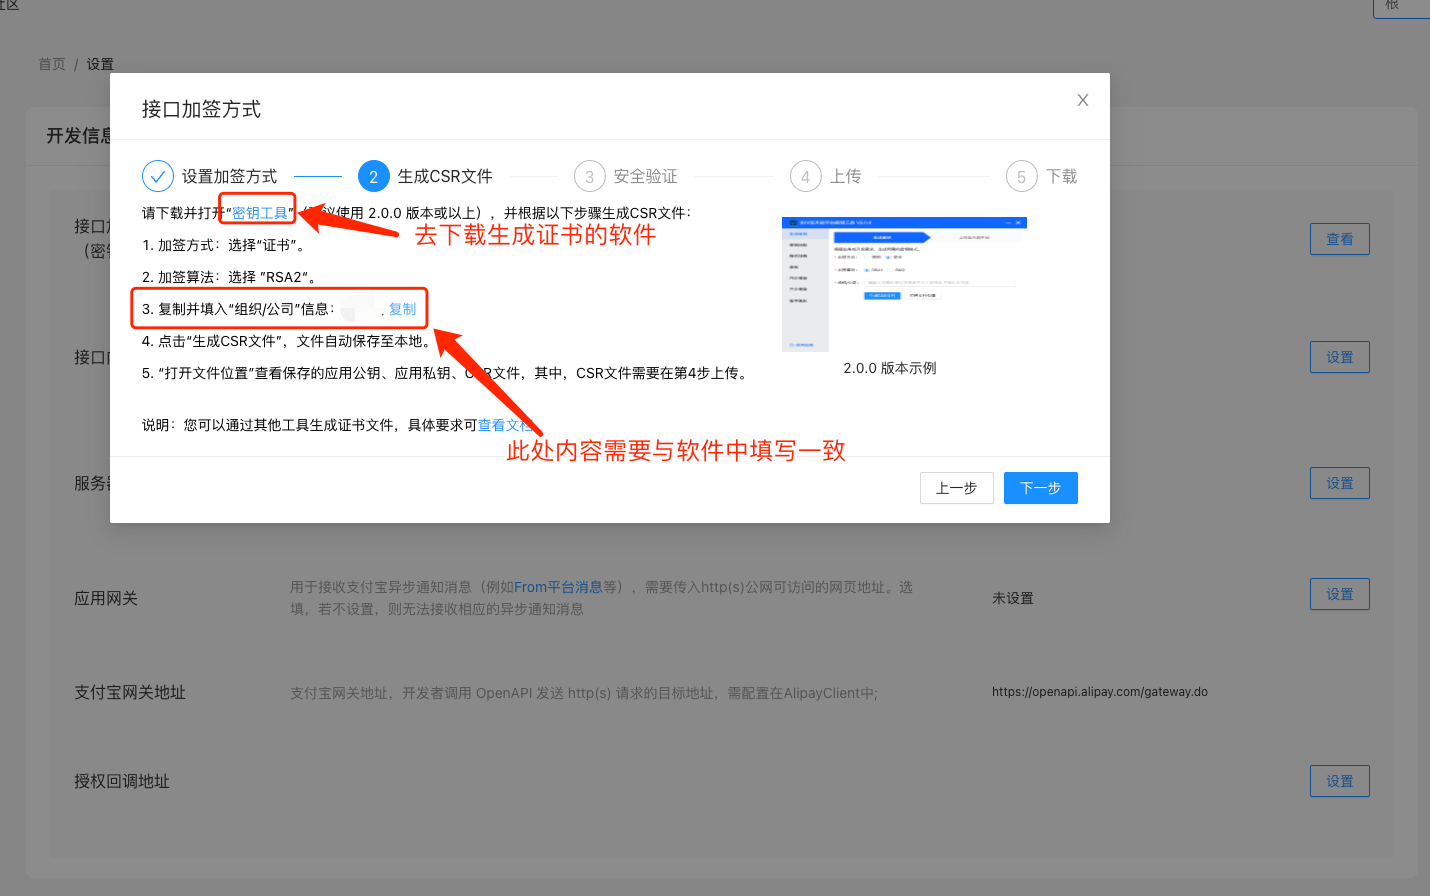 社区
根
首页 / 设置
开发信息
接口加签方式
设置加签方式
2 生成CSR文件
3 安全验证
4 上传
5 下载
请下载并打开“密钥工具”（建议使用 2.0.0 版本或以上），并根据以下步骤生成CSR文件：
去下载生成证书的软件
1. 加签方式：选择“证书”。
2. 加签算法：选择 ”RSA2“。
3. 复制并填入“组织/公司”信息： 复制
4. 点击“生成CSR文件”，文件自动保存至本地。
5. “打开文件位置”查看保存的应用公钥、应用私钥、CSR文件，其中，CSR文件需要在第4步上传。
2.0.0 版本示例
说明：您可以通过其他工具生成证书文件，具体要求可查看文档
此处内容需要与软件中填写一致
上一步
下一步
接口
查看
接口
设置
服务器
设置
应用网关
用于接收支付宝异步通知消息（例如From平台消息等），需要传入http(s)公网可访问的网页地址。选
填，若不设置，则无法接收相应的异步通知消息
未设置
设置
支付宝网关地址
支付宝网关地址，开发者调用 OpenAPI 发送 http(s) 请求的目标地址，需配置在AlipayClient中;
https://openapi.alipay.com/gateway.do
授权回调地址
设置